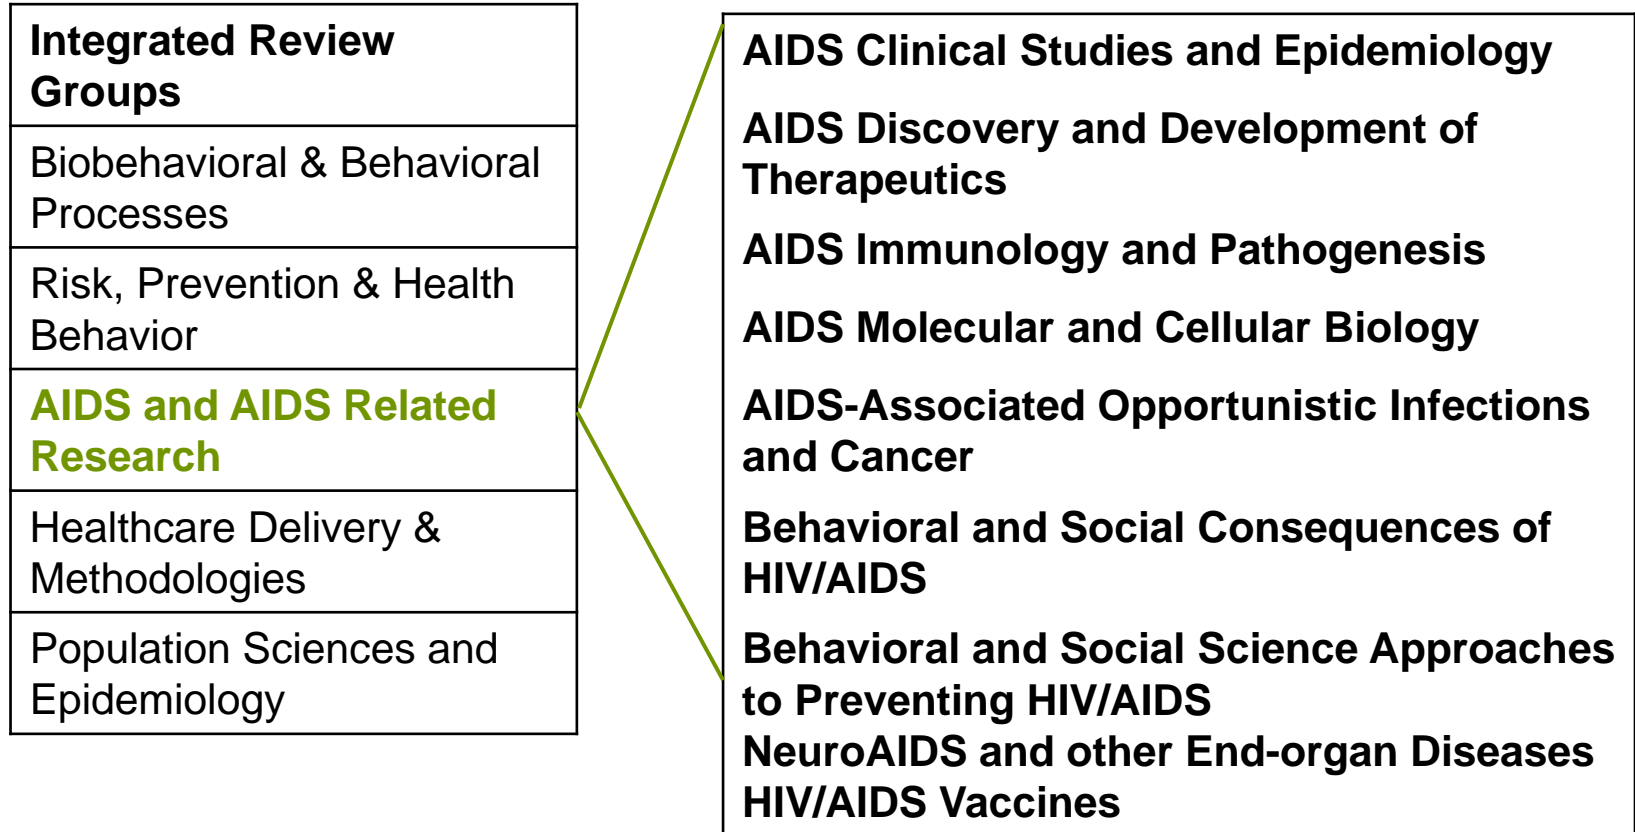 Integrated Review
Groups
Biobehavioral & Behavioral
Processes
Risk, Prevention & Health
Behavior
AIDS and AIDS Related
Research
Healthcare Delivery &
Methodologies
Population Sciences and
Epidemiology
AIDS Clinical Studies and Epidemiology
AIDS Discovery and Development of
Therapeutics
AIDS Immunology and Pathogenesis
AIDS Molecular and Cellular Biology
AIDS-Associated Opportunistic Infections
and Cancer
Behavioral and Social Consequences of
HIV/AIDS
Behavioral and Social Science Approaches
to Preventing HIV/AIDS
NeuroAIDS and other End-organ Diseases
HIV/AIDS Vaccines